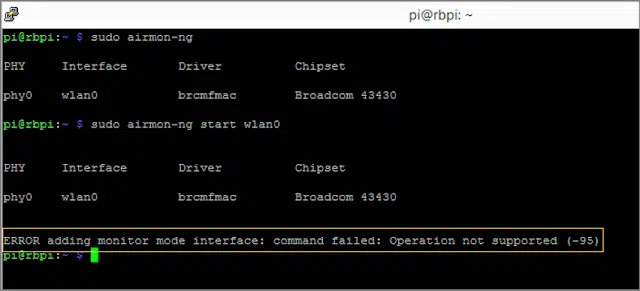 pi@rbpi: ~
pi@rbpi:~ $ sudo airmon-ng
PHY Interface Driver Chipset
phy0 wlan0 brcmfmac Broadcom 43430
pi@rbpi:~ $ sudo airmon-ng start wlan0
PHY Interface Driver Chipset
phy0 wlan0 brcmfmac Broadcom 43430
ERROR adding monitor mode interface: command failed: Operation not supported (-95)
pi@rbpi:~ $